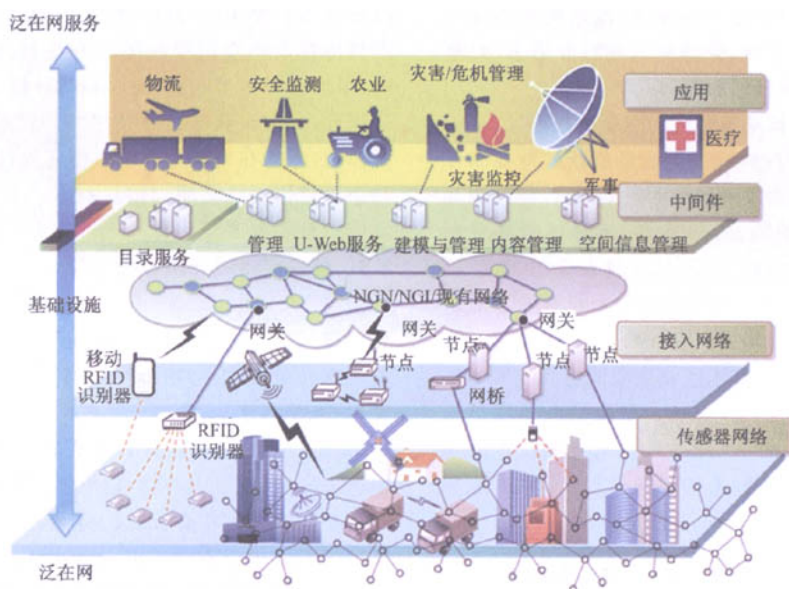 泛在网服务
物流
安全监测
农业
灾害/危机管理
应用
医疗
灾害监控
军事
中间件
目录服务
管理
U-Web服务
建模与管理
内容管理
空间信息管理
基础设施
NGN/NGI/现有网络
网关
网关
网关
接入网络
移动
RFID
识别器
节点
节点
节点
节点
网桥
RFID
识别器
传感器网络
泛在网